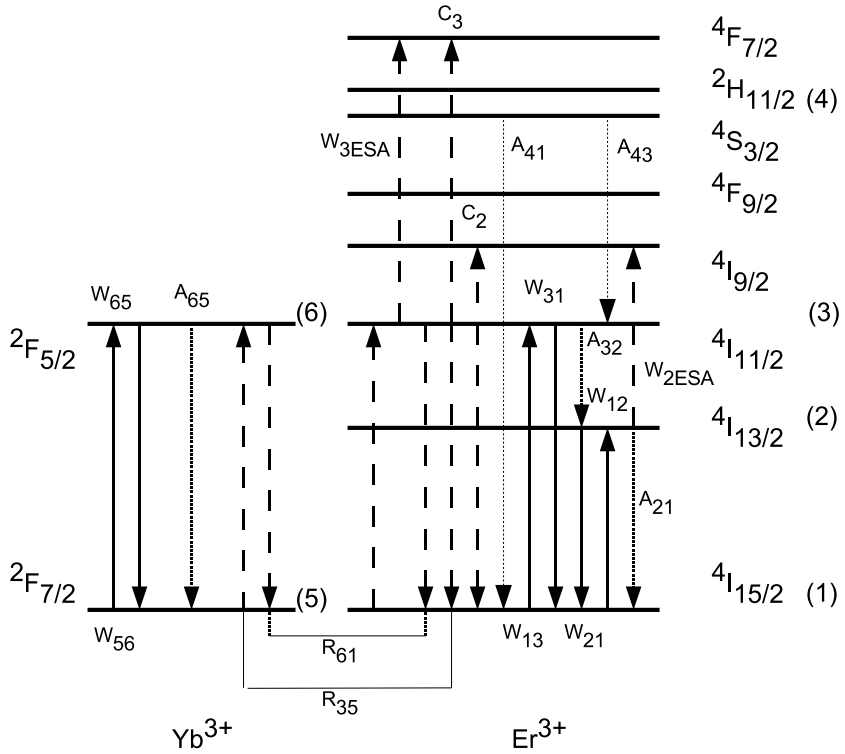 C3
4F7/2
2H11/2 (4)
W3ESA
A41
A43
4S3/2
4F9/2
C2
4I9/2
W65
A65
W31
(6)
(3)
2F5/2
A32
4I11/2
W2ESA
W12
4I13/2
(2)
A21
2F7/2
(5)
4I15/2
(1)
W56
W13
W21
R61
R35
Yb3+
Er3+